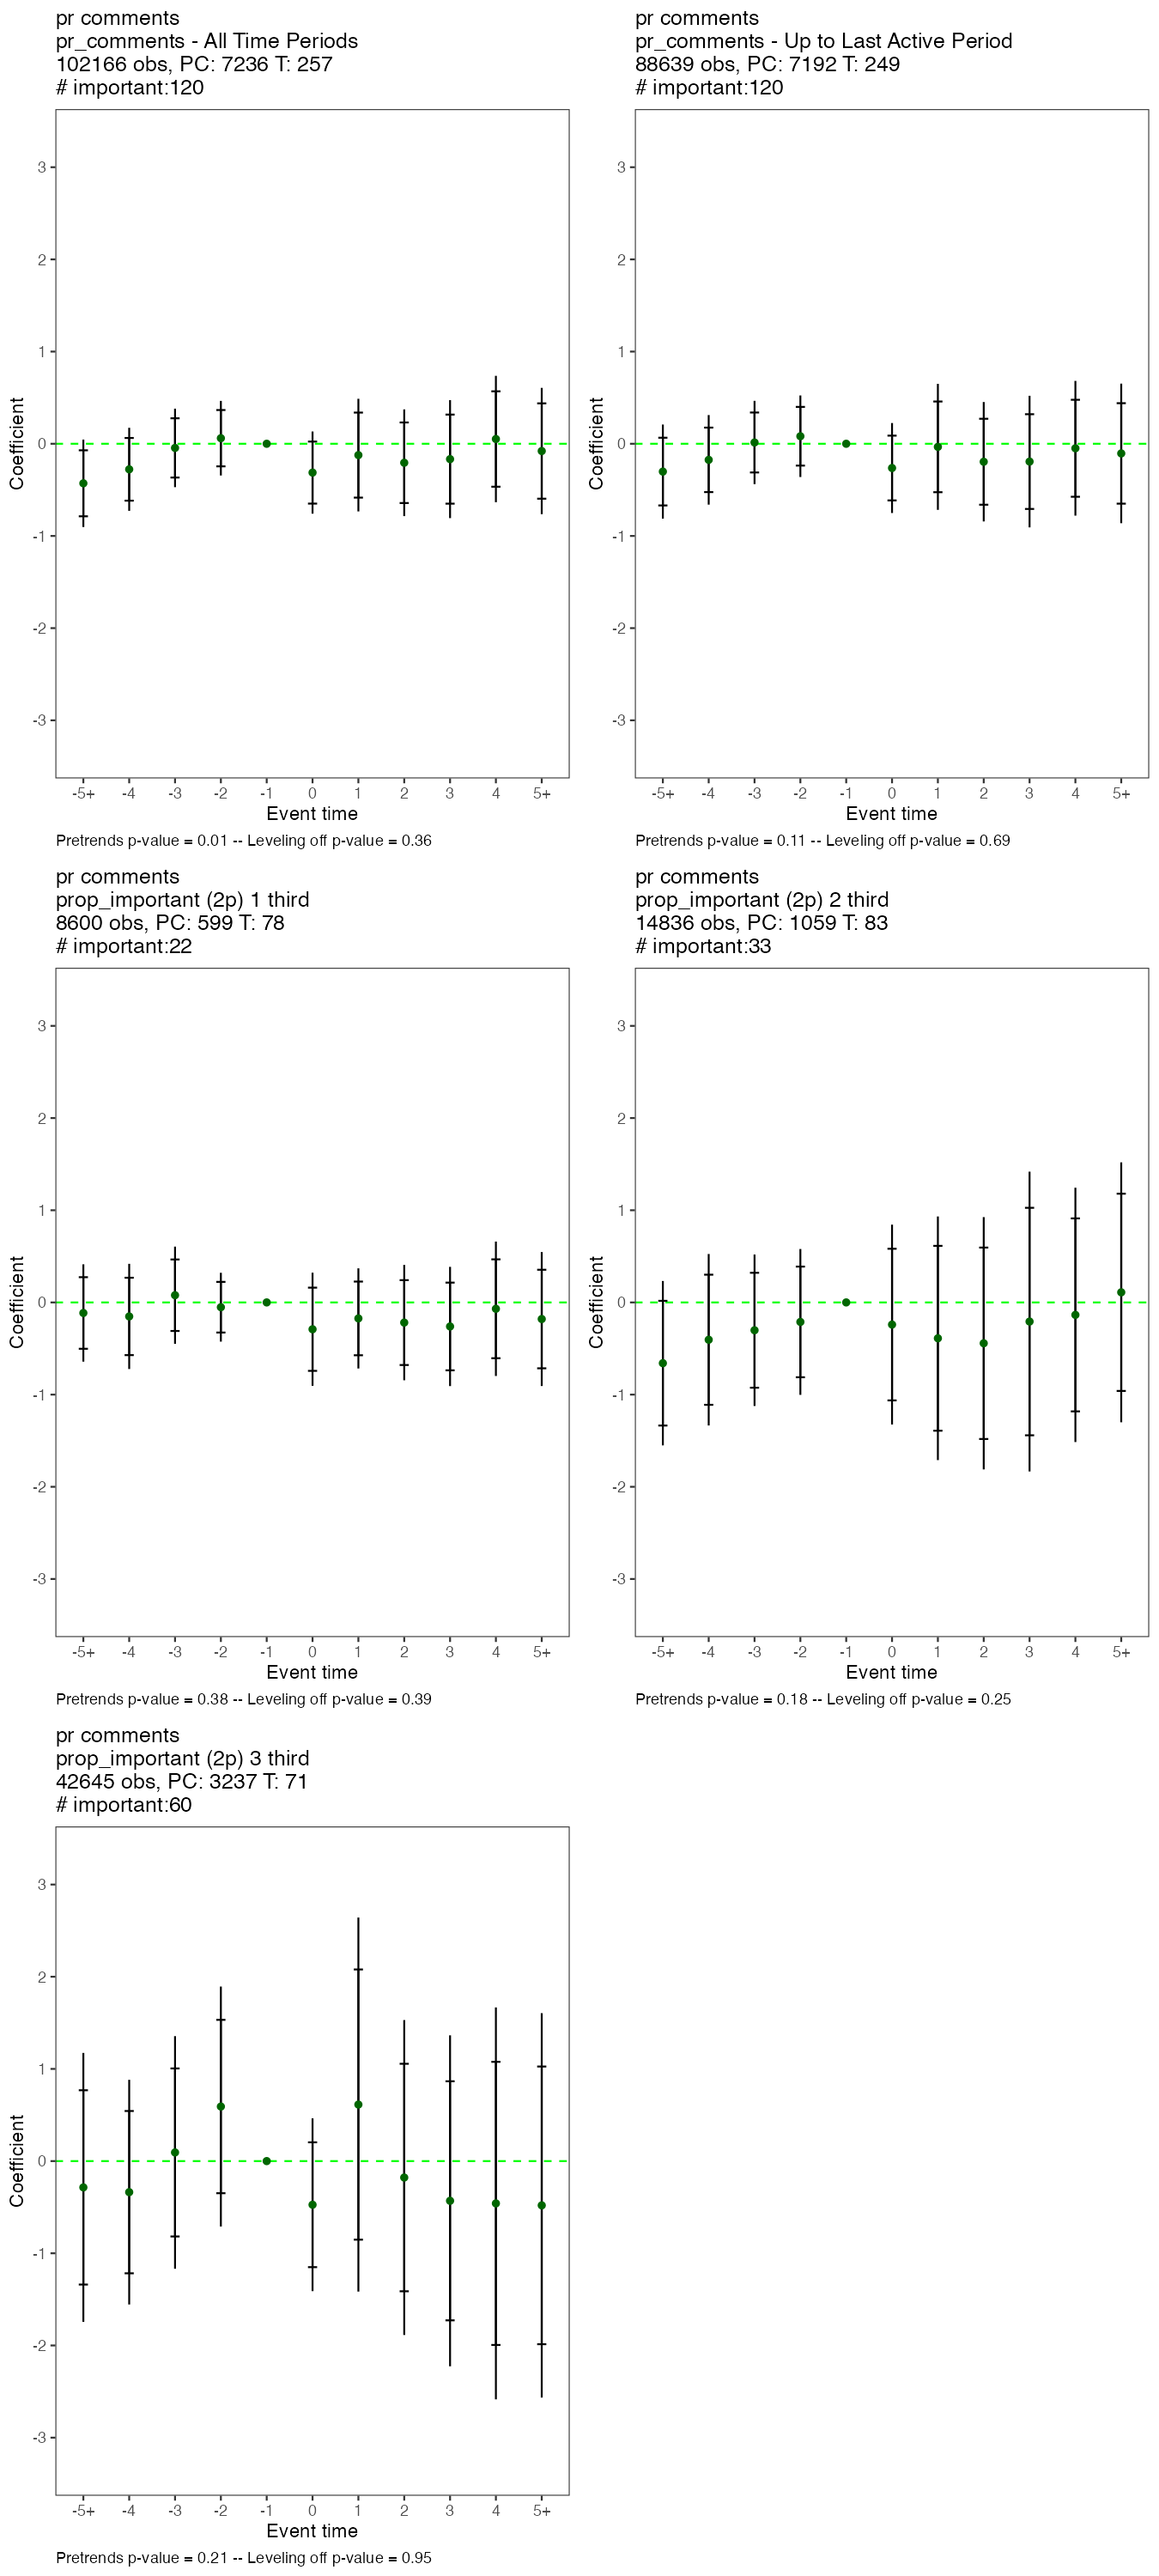 pr comments
pr_comments - All Time Periods
102166 obs, PC: 7236 T: 257
# important:120
Coefficient
3
2
1
0
-1
-2
-3
-5+ -4 -3 -2 -1 0 1 2 3 4 5+
Event time
Pretrends p-value = 0.01 -- Leveling off p-value = 0.36
pr comments
pr_comments - Up to Last Active Period
88639 obs, PC: 7192 T: 249
# important:120
Coefficient
3
2
1
0
-1
-2
-3
-5+ -4 -3 -2 -1 0 1 2 3 4 5+
Event time
Pretrends p-value = 0.11 -- Leveling off p-value = 0.69
pr comments
prop_important (2p) 1 third
8600 obs, PC: 599 T: 78
# important:22
Coefficient
3
2
1
0
-1
-2
-3
-5+ -4 -3 -2 -1 0 1 2 3 4 5+
Event time
Pretrends p-value = 0.38 -- Leveling off p-value = 0.39
pr comments
prop_important (2p) 2 third
14836 obs, PC: 1059 T: 83
# important:33
Coefficient
3
2
1
0
-1
-2
-3
-5+ -4 -3 -2 -1 0 1 2 3 4 5+
Event time
Pretrends p-value = 0.18 -- Leveling off p-value = 0.25
pr comments
prop_important (2p) 3 third
42645 obs, PC: 3237 T: 71
# important:60
Coefficient
3
2
1
0
-1
-2
-3
-5+ -4 -3 -2 -1 0 1 2 3 4 5+
Event time
Pretrends p-value = 0.21 -- Leveling off p-value = 0.95